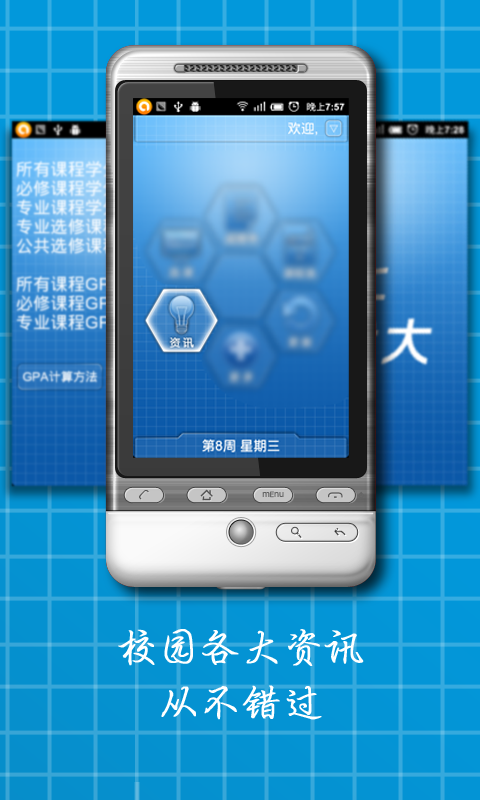 晚上7:57
晚上7:28
欢迎,
所有课程学
必修课程学
专业课程学
专业选修课
公共选修课
所有课程GP
必修课程GP
专业课程GP
GPA计算方法
大
资讯
第8周 星期三
MENU
校园各大资讯
从不错过